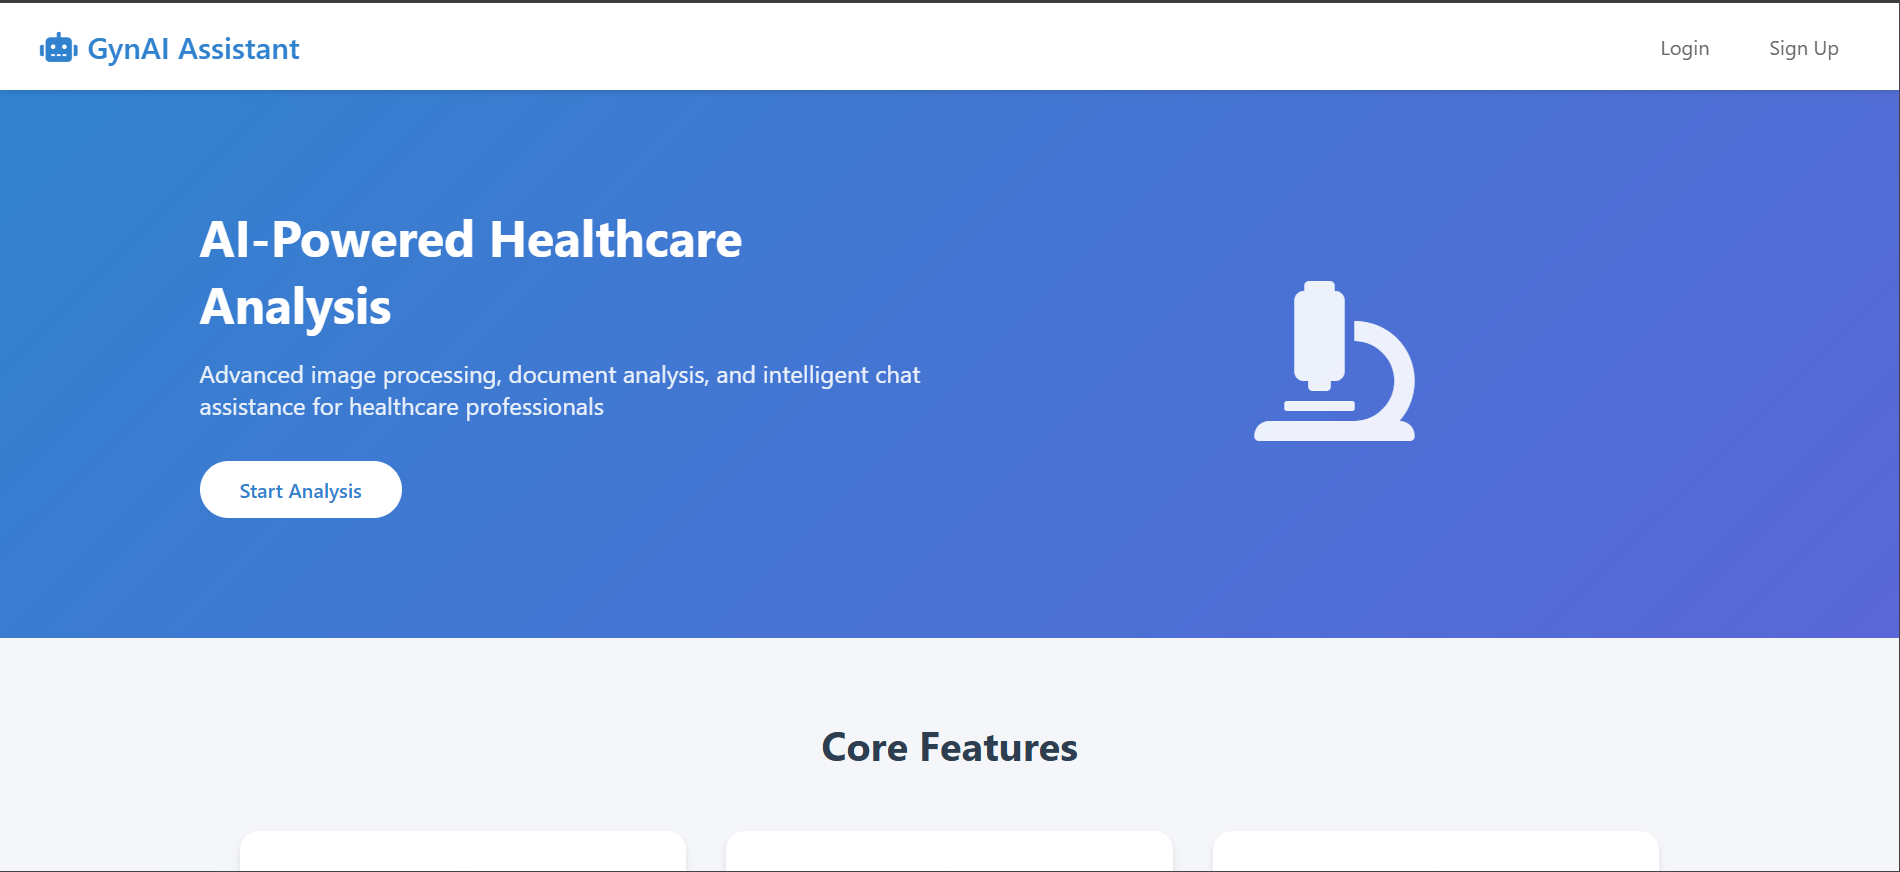 GynAI Assistant
Login
Sign Up
AI-Powered Healthcare
Analysis
Advanced image processing, document analysis, and intelligent chat
assistance for healthcare professionals
Start Analysis
Core Features